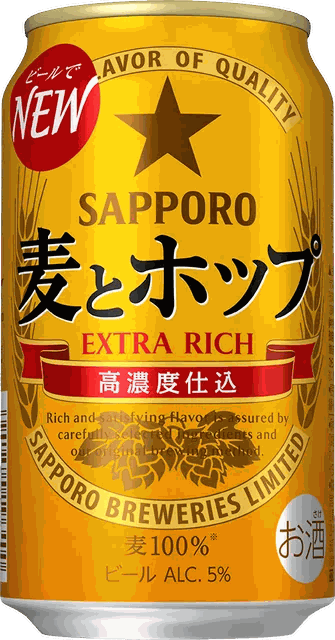 ビールで
NEW
FLAVOR OF QUALITY
SAPPORO
麦とホップ
EXTRA RICH
高濃度仕込
Rich and satisfying flavor is assured by
carefully selected ingredients and
our original brewing method.
SAPPORO BREWERIES LIMITED
麦100%※
ビール ALC. 5%
さけ
お酒